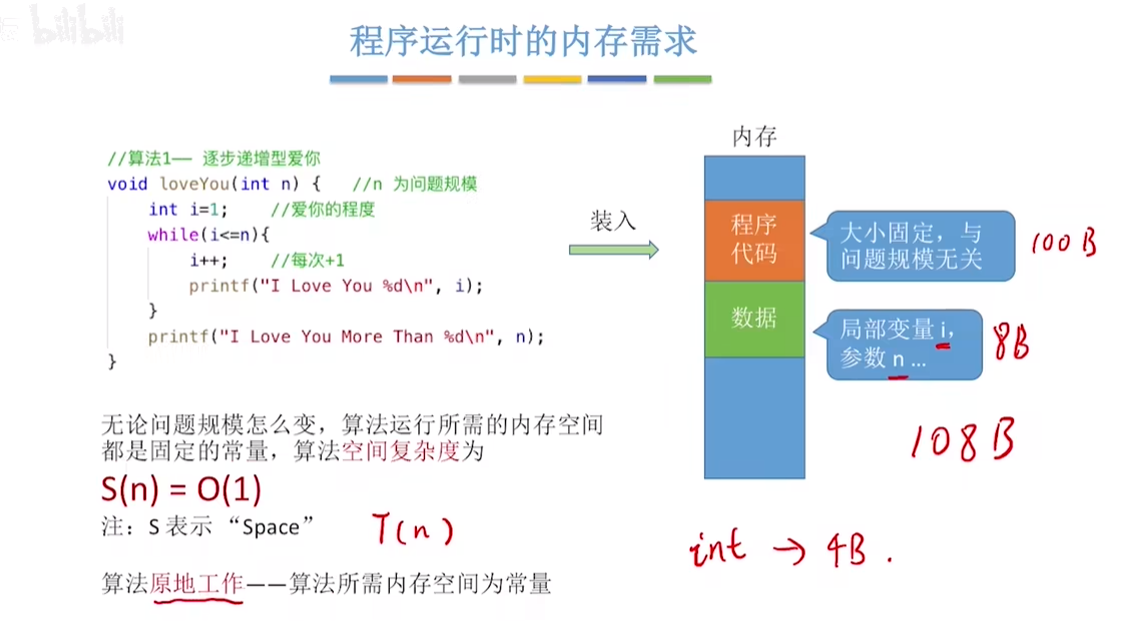 bilibili
程序运行时的内存需求
//算法1—— 逐步递增型爱你
void loveYou(int n) {   //n 为问题规模
    int i=1;    //爱你的程度
    while(i<=n){
        i++;    //每次+1
        printf("I Love You %d\n", i);
    }
    printf("I Love You More Than %d\n", n);
}
装入
内存
程序
代码
数据
大小固定，与
问题规模无关
100 B
局部变量 i，
参数 n ...
8B
108 B
int → 4B .
无论问题规模怎么变，算法运行所需的内存空间
都是固定的常量，算法空间复杂度为
S(n) = O(1)
注：S 表示 “Space”
T(n)
算法原地工作——算法所需内存空间为常量